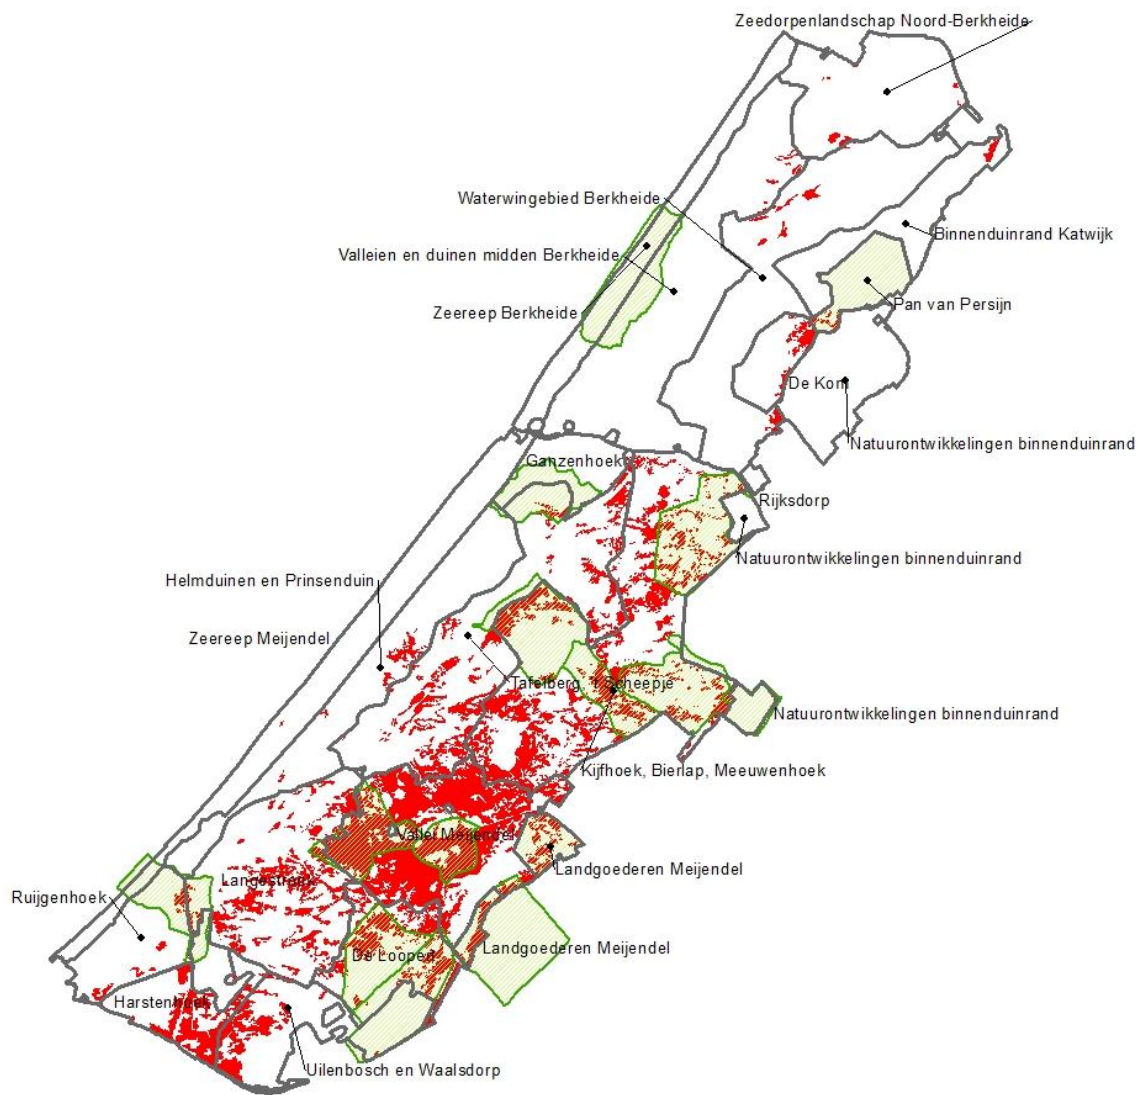 Zeedorpenlandschap Noord-Berkheide
Waterwingebied Berkheide
Binnenduinrand Katwijk
Valleien en duinen midden Berkheide
Pan van Persijn
Zeereep Berkheide
De Kom
Natuurontwikkelingen binnenduinrand
Ganzenhoek
Rijksdorp
Natuurontwikkelingen binnenduinrand
Helmduinen en Prinsenduin
Zeereep Meijendel
Tafelberg, 't Scheepje
Natuurontwikkelingen binnenduinrand
Kijfhoek, Bierlap, Meeuwenhoek
Vallei Meijendel
Landgoederen Meijendel
Langestreek
Ruijgenhoek
Landgoederen Meijendel
De Loopert
Harstenhoek
Uilenbosch en Waalsdorp